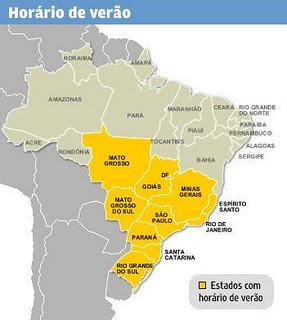 Horário de verão
RORAIMA
AMAPÁ
AMAZONAS
PARÁ
MARANHÃO
CEARÁ
RIO GRANDE
DO NORTE
PARAÍBA
PERNAMBUCO
PIAUÍ
ALAGOAS
SERGIPE
ACRE
RONDÔNIA
TOCANTINS
BAHIA
MATO
GROSSO
DF
GOIÁS
MINAS
GERAIS
MATO
GROSSO
DO SUL
ESPÍRITO
SANTO
SÃO
PAULO
RIO DE
JANEIRO
PARANÁ
SANTA
CATARINA
RIO GRANDE
DO SUL
Estados com
horário de verão